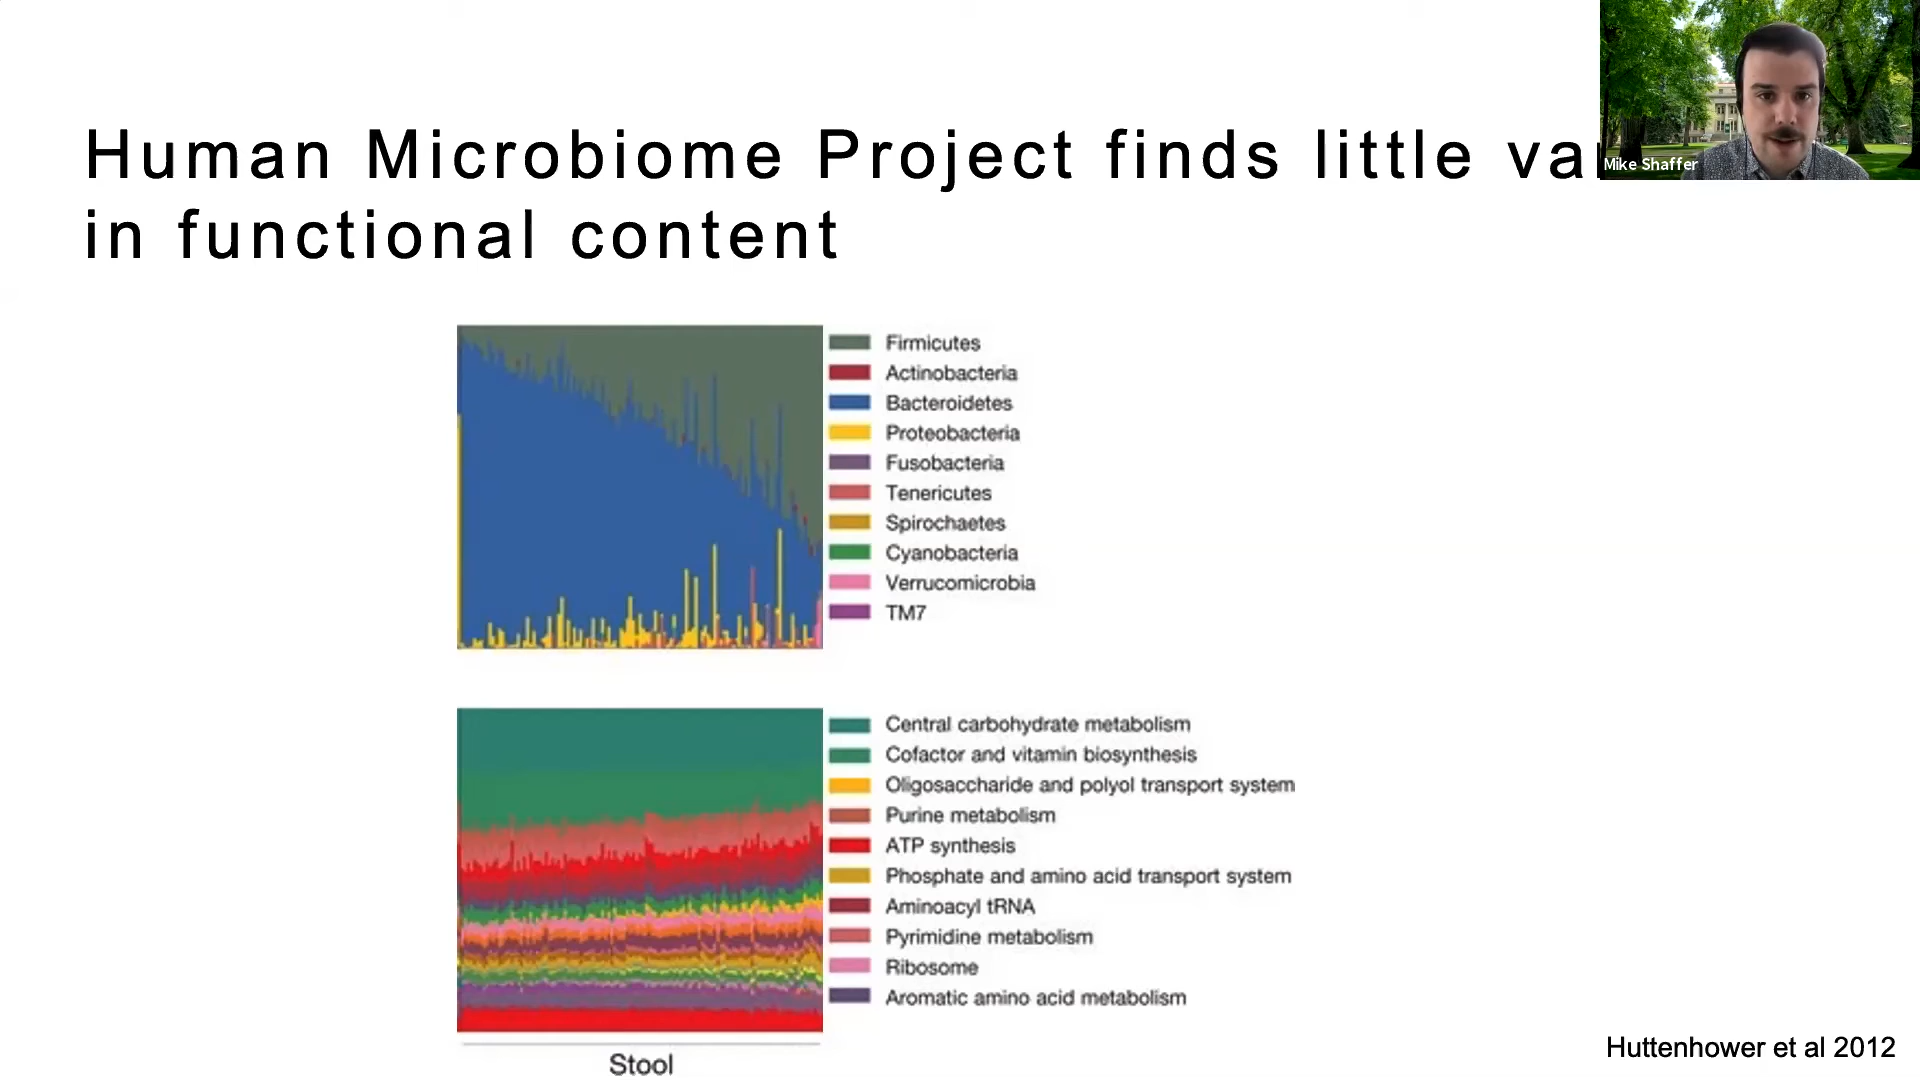 Human Microbiome Project finds little
in functional content
Mike Shaffer
Firmicutes
Actinobacteria
Bacteroidetes
Proteobacteria
Fusobacteria
Tenericutes
Spirochaetes
Cyanobacteria
Verrucomicrobia
TM7
Central carbohydrate metabolism
Cofactor and vitamin biosynthesis
Oligosaccharide and polyol transport system
Purine metabolism
ATP synthesis
Phosphate and amino acid transport system
Aminoacyl tRNA
Pyrimidine metabolism
Ribosome
Aromatic amino acid metabolism
Stool
Huttenhower et al 2012